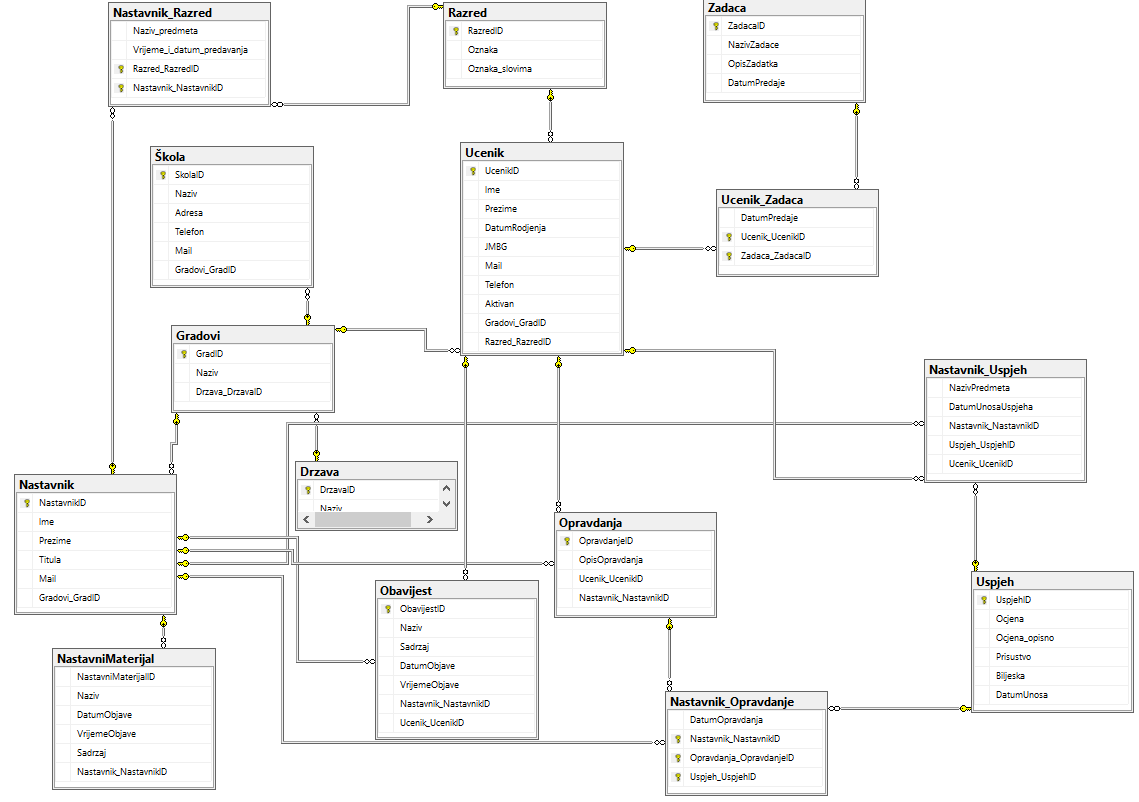 Nastavnik_Razred
Naziv_predmeta
Vrijeme_i_datum_predavanja
Razred_RazredID
Nastavnik_NastavnikID
Razred
RazredID
Oznaka
Oznaka_slovima
Zadaca
ZadacaID
NazivZadace
OpisZadatka
DatumPredaje
Škola
SkolaID
Naziv
Adresa
Telefon
Mail
Gradovi_GradID
Ucenik
UcenikID
Ime
Prezime
DatumRodjenja
JMBG
Mail
Telefon
Aktivan
Gradovi_GradID
Razred_RazredID
Ucenik_Zadaca
DatumPredaje
Ucenik_UcenikID
Zadaca_ZadacaID
Gradovi
GradID
Naziv
Drzava_DrzavaID
Nastavnik_Uspjeh
NazivPredmeta
DatumUnosaUspjeha
Nastavnik_NastavnikID
Uspjeh_UspjehID
Ucenik_UcenikID
Nastavnik
NastavnikID
Ime
Prezime
Titula
Mail
Gradovi_GradID
Drzava
DrzavaID
Naziv
Opravdanja
OpravdanjeID
OpisOpravdanja
Ucenik_UcenikID
Nastavnik_NastavnikID
Obavijest
ObavijestID
Naziv
Sadrzaj
DatumObjave
VrijemeObjave
Nastavnik_NastavnikID
Ucenik_UcenikID
Uspjeh
UspjehID
Ocjena
Ocjena_opisno
Prisustvo
Biljeska
DatumUnosa
NastavniMaterijal
NastavniMaterijalID
Naziv
DatumObjave
VrijemeObjave
Sadrzaj
Nastavnik_NastavnikID
Nastavnik_Opravdanje
DatumOpravdanja
Nastavnik_NastavnikID
Opravdanja_OpravdanjeID
Uspjeh_UspjehID